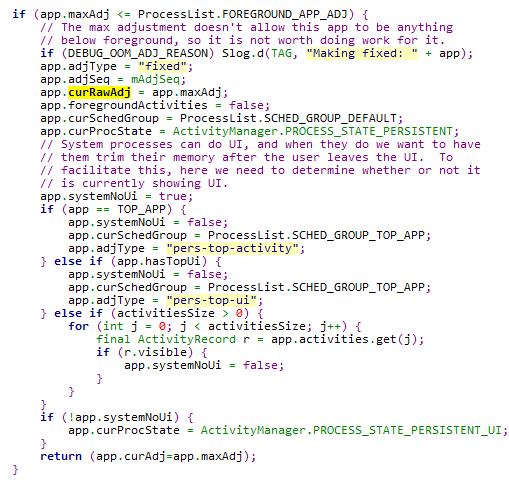 if (app.maxAdj <= ProcessList.FOREGROUND_APP_ADJ) {
    // The max adjustment doesn't allow this app to be anything
    // below foreground, so it is not worth doing work for it.
    if (DEBUG_OOM_ADJ_REASON) Slog.d(TAG, "Making fixed: " + app);
    app.adjType = "fixed";
    app.adjSeq = mAdjSeq;
    app.curRawAdj = app.maxAdj;
    app.foregroundActivities = false;
    app.curSchedGroup = ProcessList.SCHED_GROUP_DEFAULT;
    app.curProcState = ActivityManager.PROCESS_STATE_PERSISTENT;
    // System processes can do UI, and when they do we want to have
    // them trim their memory after the user leaves the UI.  To
    // facilitate this, here we need to determine whether or not it
    // is currently showing UI.
    app.systemNoUi = true;
    if (app == TOP_APP) {
        app.systemNoUi = false;
        app.curSchedGroup = ProcessList.SCHED_GROUP_TOP_APP;
        app.adjType = "pers-top-activity";
    } else if (app.hasTopUi) {
        app.systemNoUi = false;
        app.curSchedGroup = ProcessList.SCHED_GROUP_TOP_APP;
        app.adjType = "pers-top-ui";
    } else if (activitiesSize > 0) {
        for (int j = 0; j < activitiesSize; j++) {
            final ActivityRecord r = app.activities.get(j);
            if (r.visible) {
                app.systemNoUi = false;
            }
        }
    }
    if (!app.systemNoUi) {
        app.curProcState = ActivityManager.PROCESS_STATE_PERSISTENT_UI;
    }
    return (app.curAdj=app.maxAdj);
}